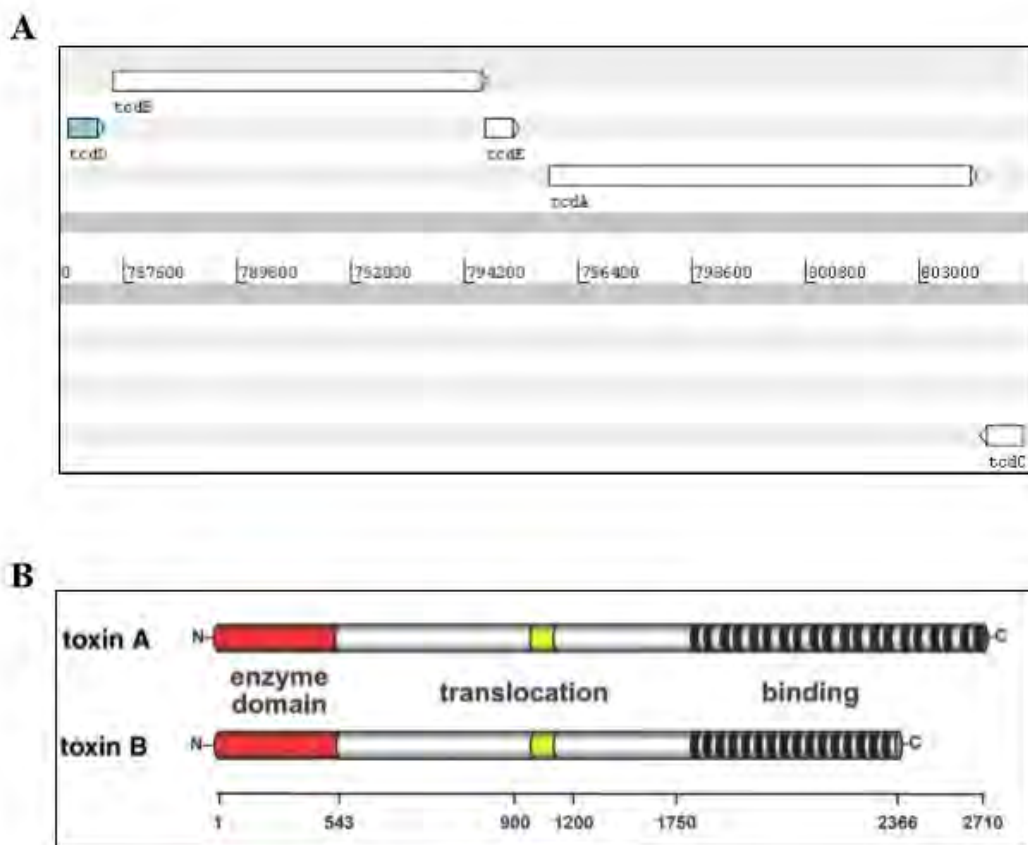 A
tcdB
tcdD
tcdE
tcdA
0 787600 789800 792000 794200 796400 798600 800800 803000
tcdC
B
toxin A N C
enzyme domain translocation binding
toxin B N C
1 543 900 1200 1750 2366 2710